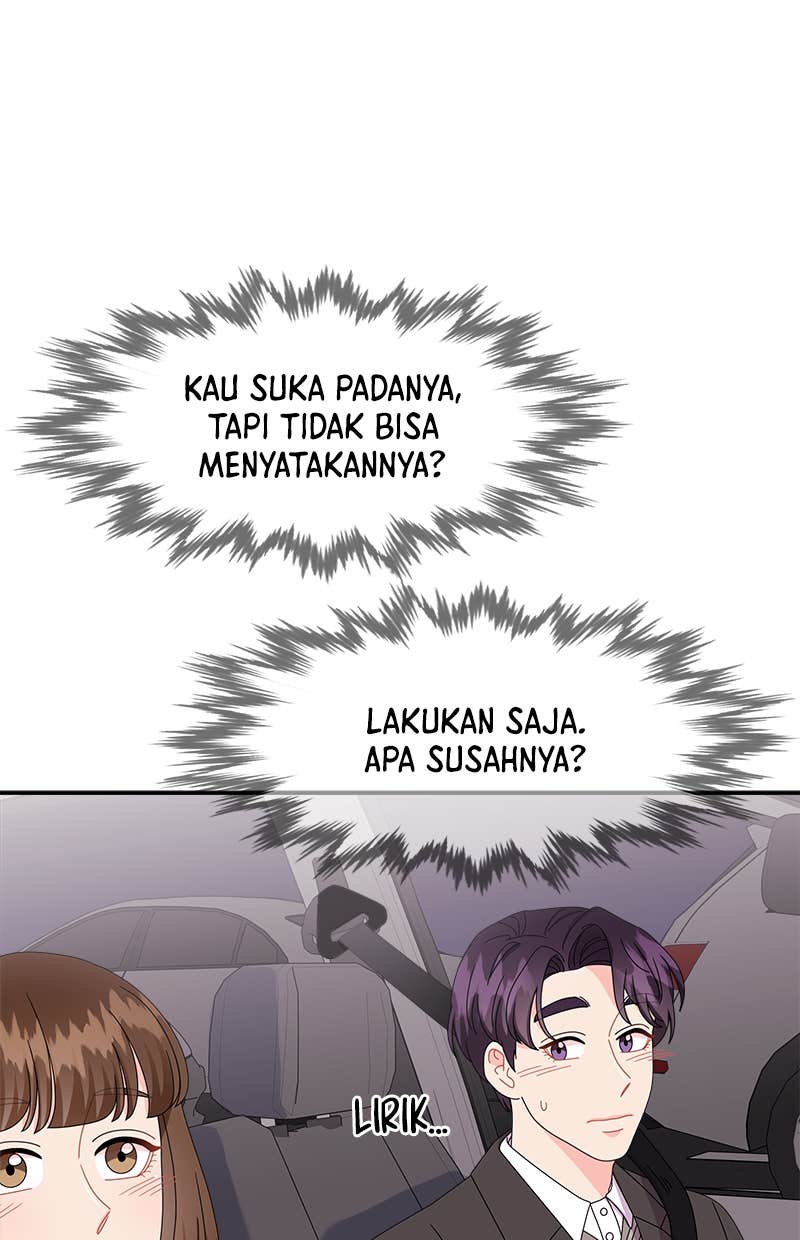 KAU SUKA PADANYA,
TAPI TIDAK BISA
MENYATAKANNYA?
LAKUKAN SAJA.
APA SUSAHNYA?
LIRIK...